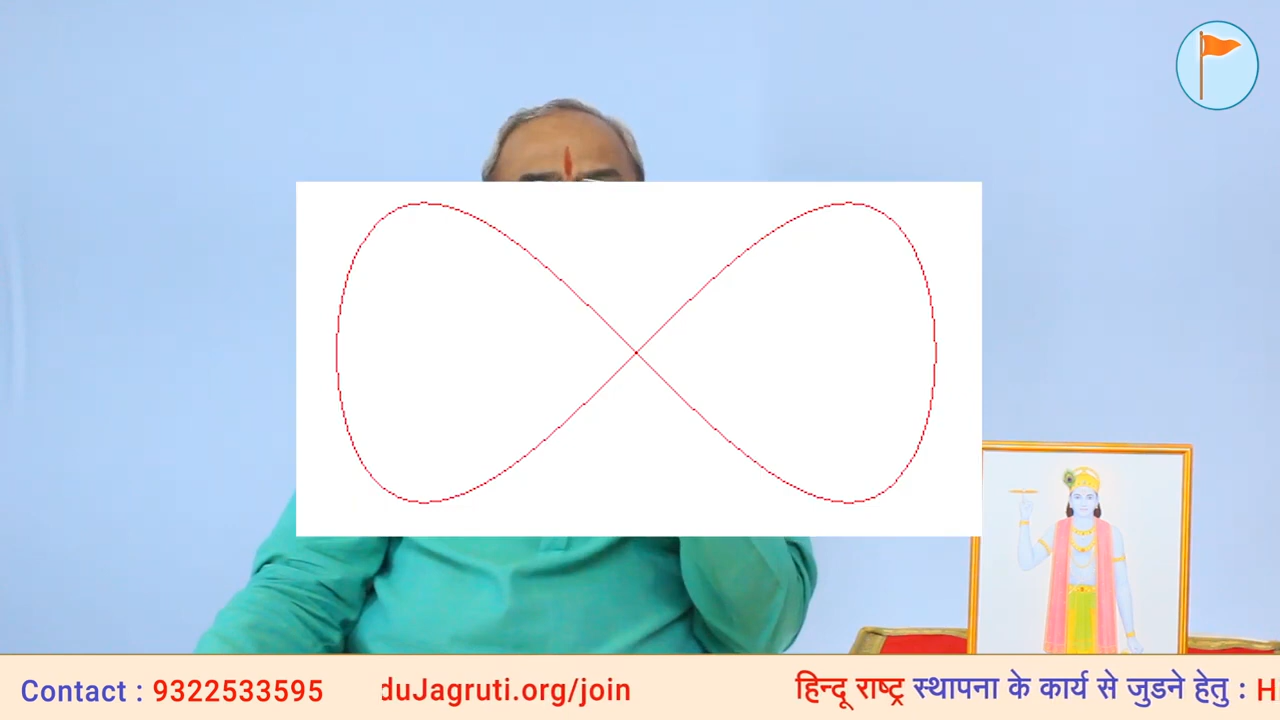 Contact : 9322533595 duJagruti.org/join हिन्दू राष्ट्र स्थापना के कार्य से जुडने हेतु : H